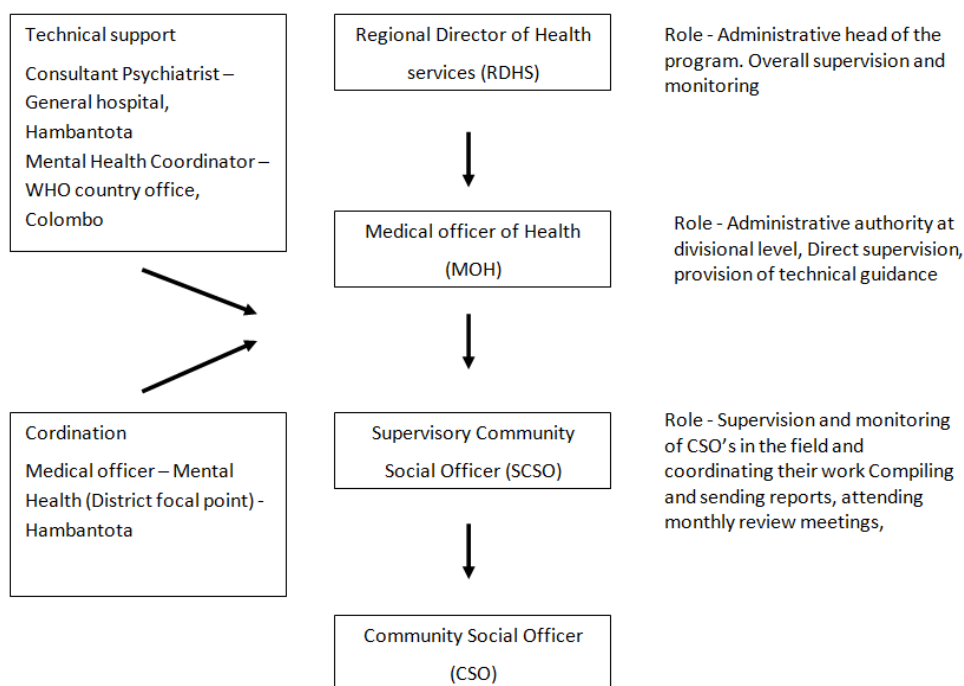 Technical support
Consultant Psychiatrist –
General hospital,
Hambantota
Mental Health Coordinator –
WHO country office,
Colombo
Regional Director of Health
services (RDHS)
Role - Administrative head of the
program. Overall supervision and
monitoring
Medical officer of Health
(MOH)
Role - Administrative authority at
divisional level, Direct supervision,
provision of technical guidance
Cordination
Medical officer – Mental
Health (District focal point) -
Hambantota
Supervisory Community
Social Officer (SCSO)
Role - Supervision and monitoring
of CSO's in the field and
coordinating their work Compiling
and sending reports, attending
monthly review meetings,
Community Social Officer
(CSO)